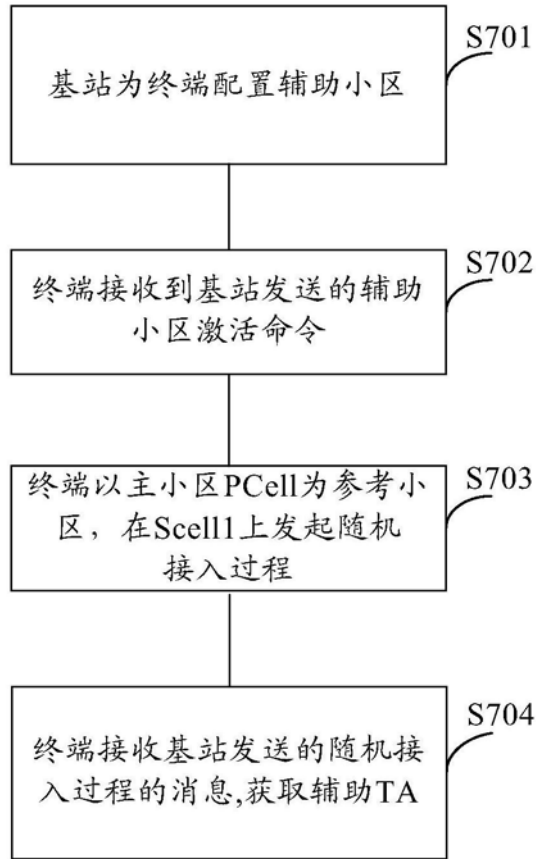 S701
基站为终端配置辅助小区
S702
终端接收到基站发送的辅助
小区激活命令
S703
终端以主小区PCell为参考小
区，在Scell1上发起随机
接入过程
S704
终端接收基站发送的随机接
入过程的消息,获取辅助TA